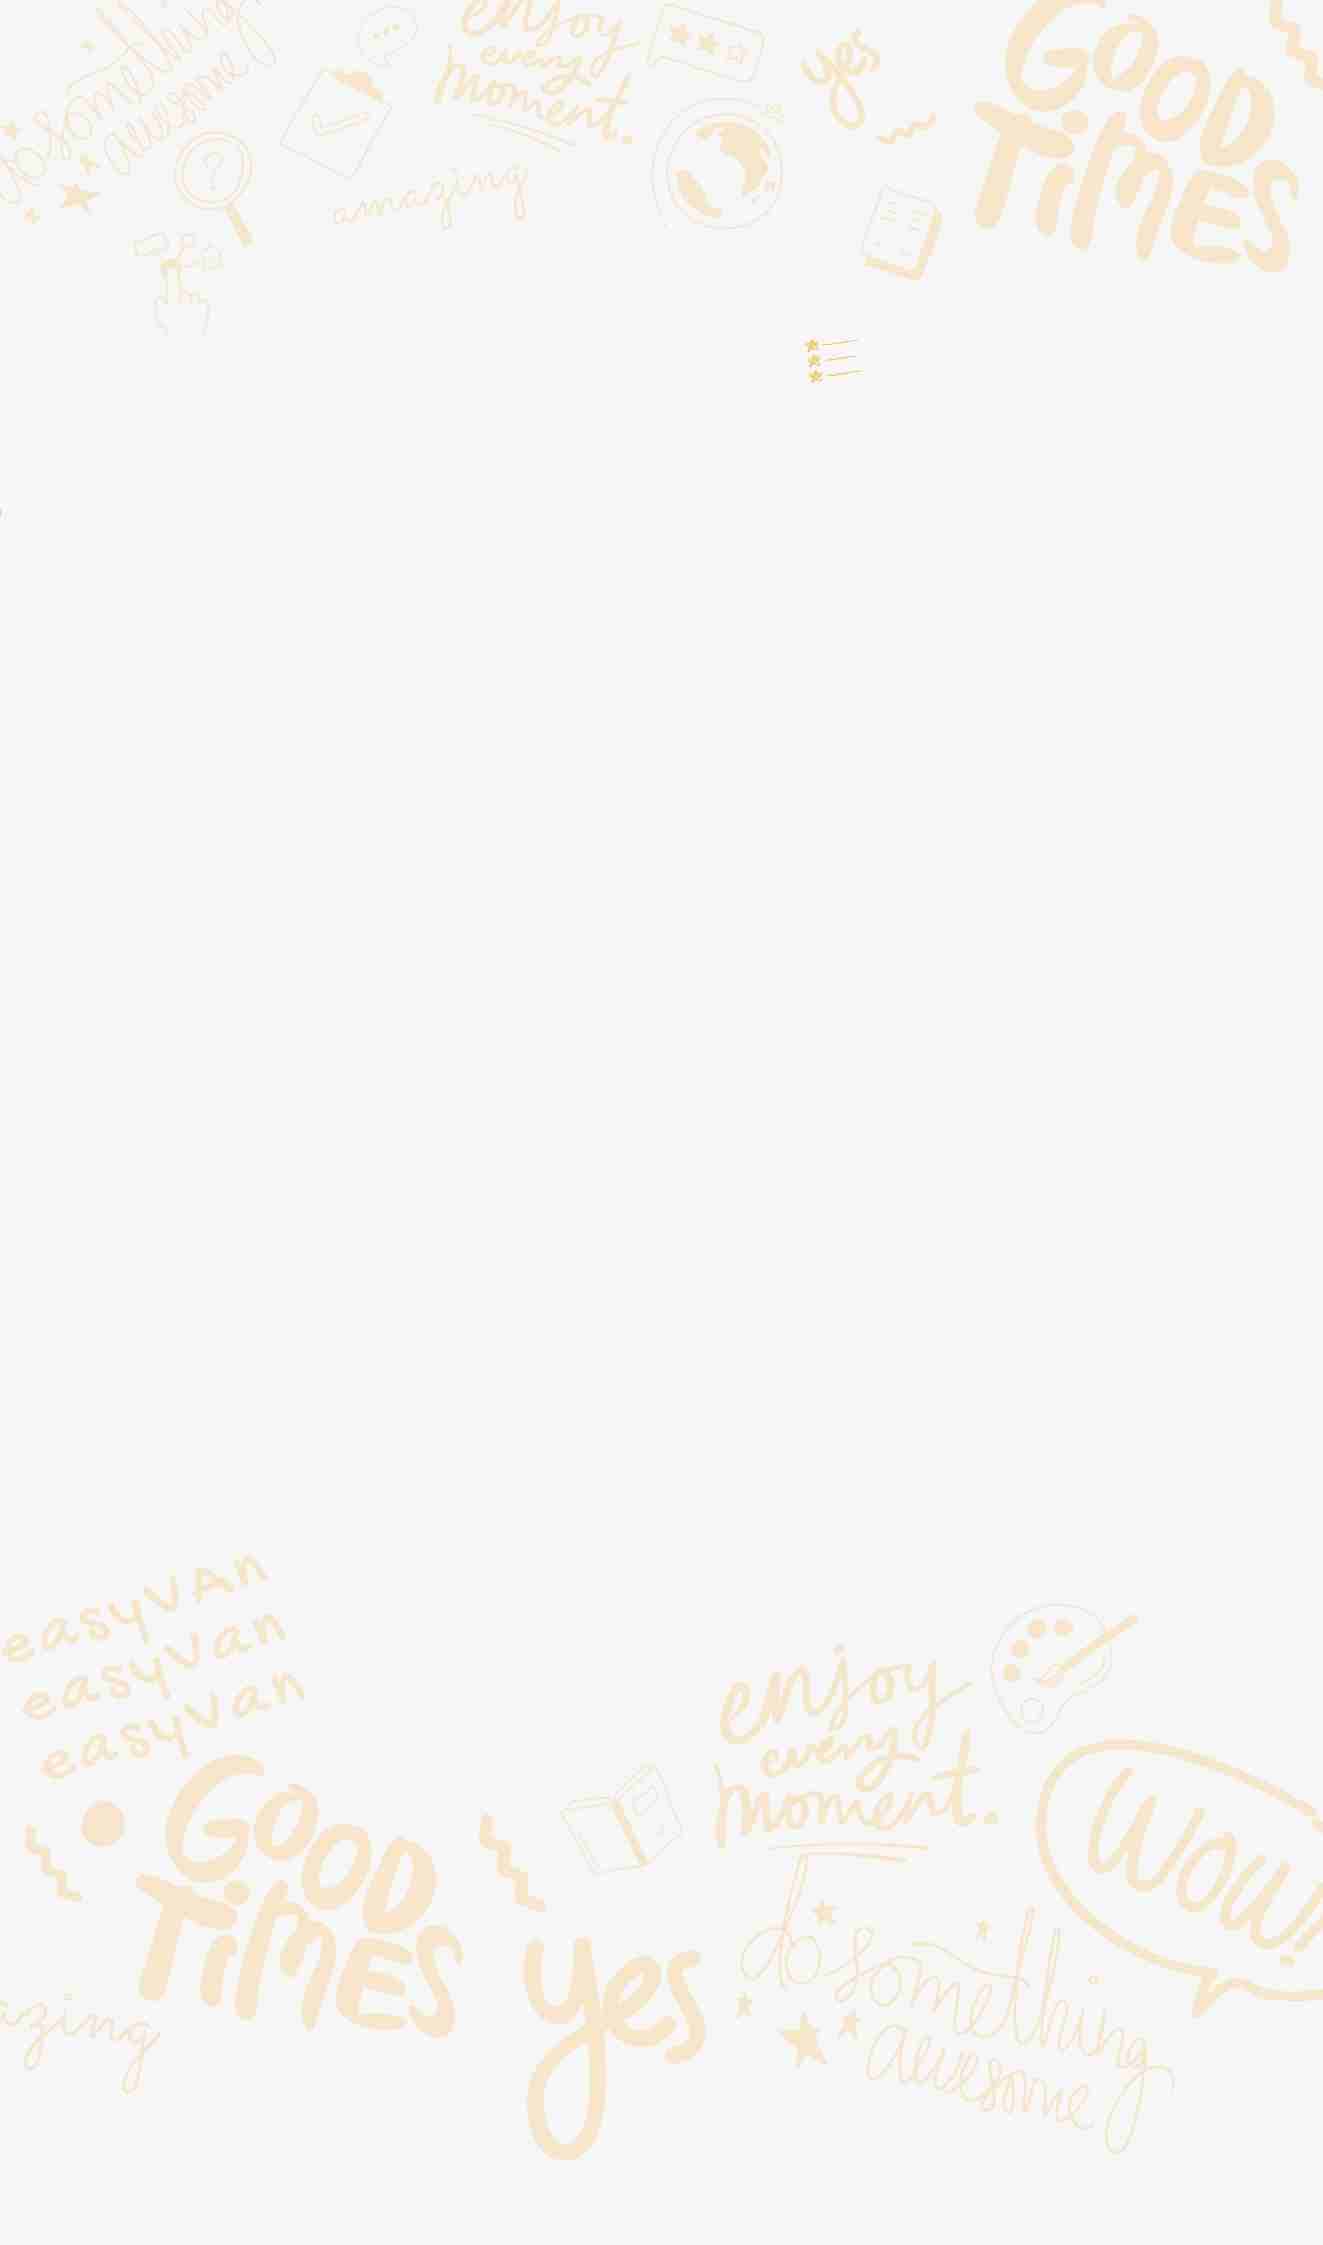 do something
awesome
?
enjoy
every
moment.
amazing
yes
GOOD
TIMES
easyVAn
easyvan
easyvan
GOOD
TIMES
azing
yes
enjoy
every
moment.
do something
awesome
WOW!